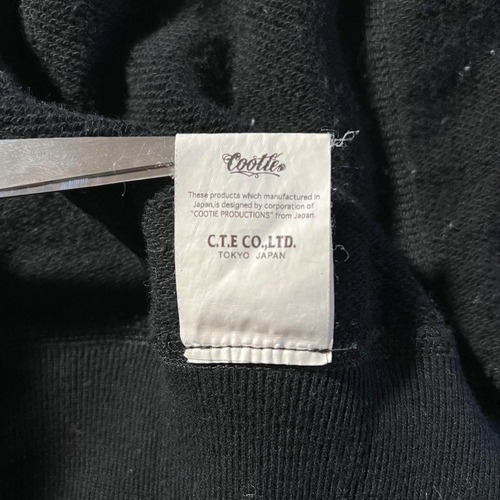 Cootie
These products which manufactured in
Japan,is designed by corporation of
"COOTIE PRODUCTIONS" from Japan.
C.T.E CO.,LTD.
TOKYO JAPAN